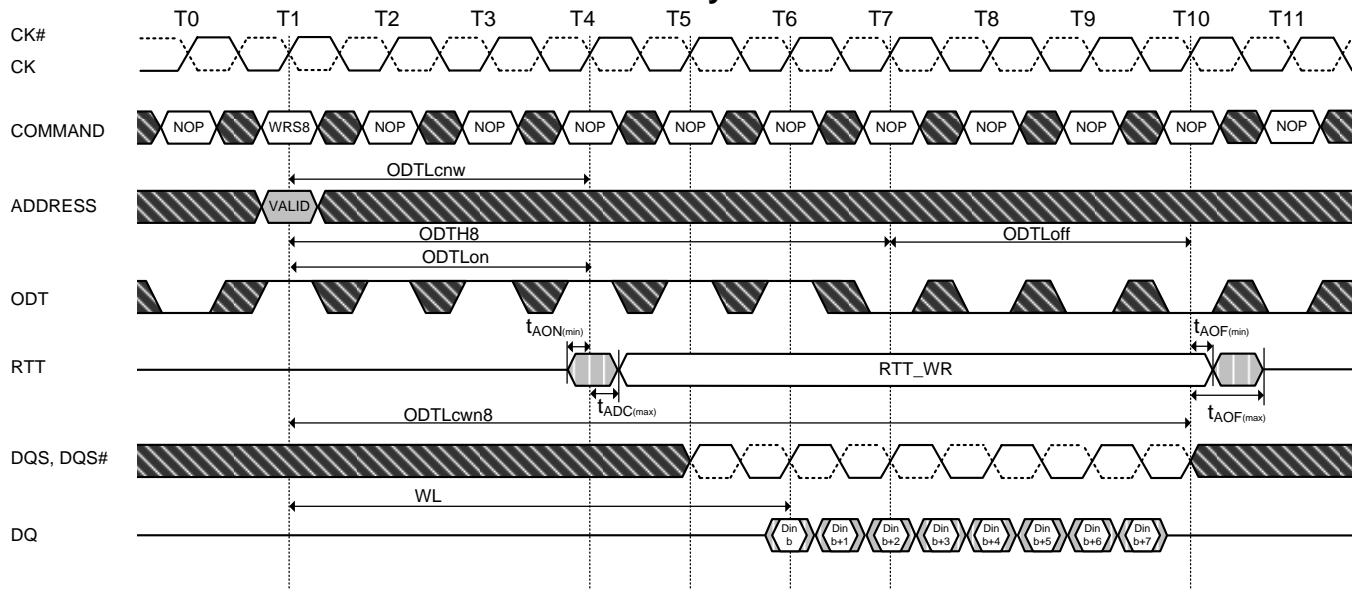 T0 T1 T2 T3 T4 T5 T6 T7 T8 T9 T10 T11
CK#
CK
COMMAND NOP WRS8 NOP NOP NOP NOP NOP NOP NOP NOP NOP NOP
ODTLcnw
ADDRESS VALID
ODTH8 ODTLoff
ODTLon
ODT
tAON(min) tAOF(min)
RTT RTT_WR
tADC(max) tAOF(max)
ODTLcwn8
DQS, DQS#
WL
DQ Din b Din b+1 Din b+2 Din b+3 Din b+4 Din b+5 Din b+6 Din b+7